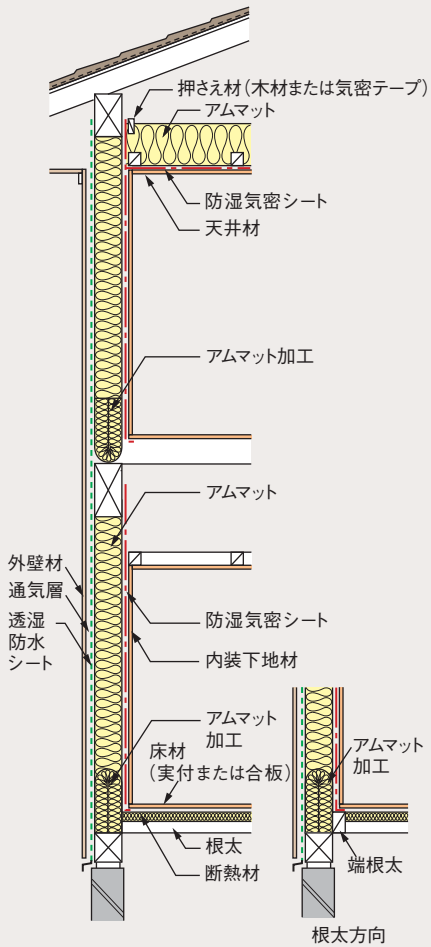 押さえ材(木材または気密テープ)
アムマット
防湿気密シート
天井材
アムマット加工
アムマット
外壁材
通気層
透湿
防水
シート
防湿気密シート
内装下地材
アムマット
加工
床材
(実付または合板)
根太
断熱材
アムマット
加工
端根太
根太方向